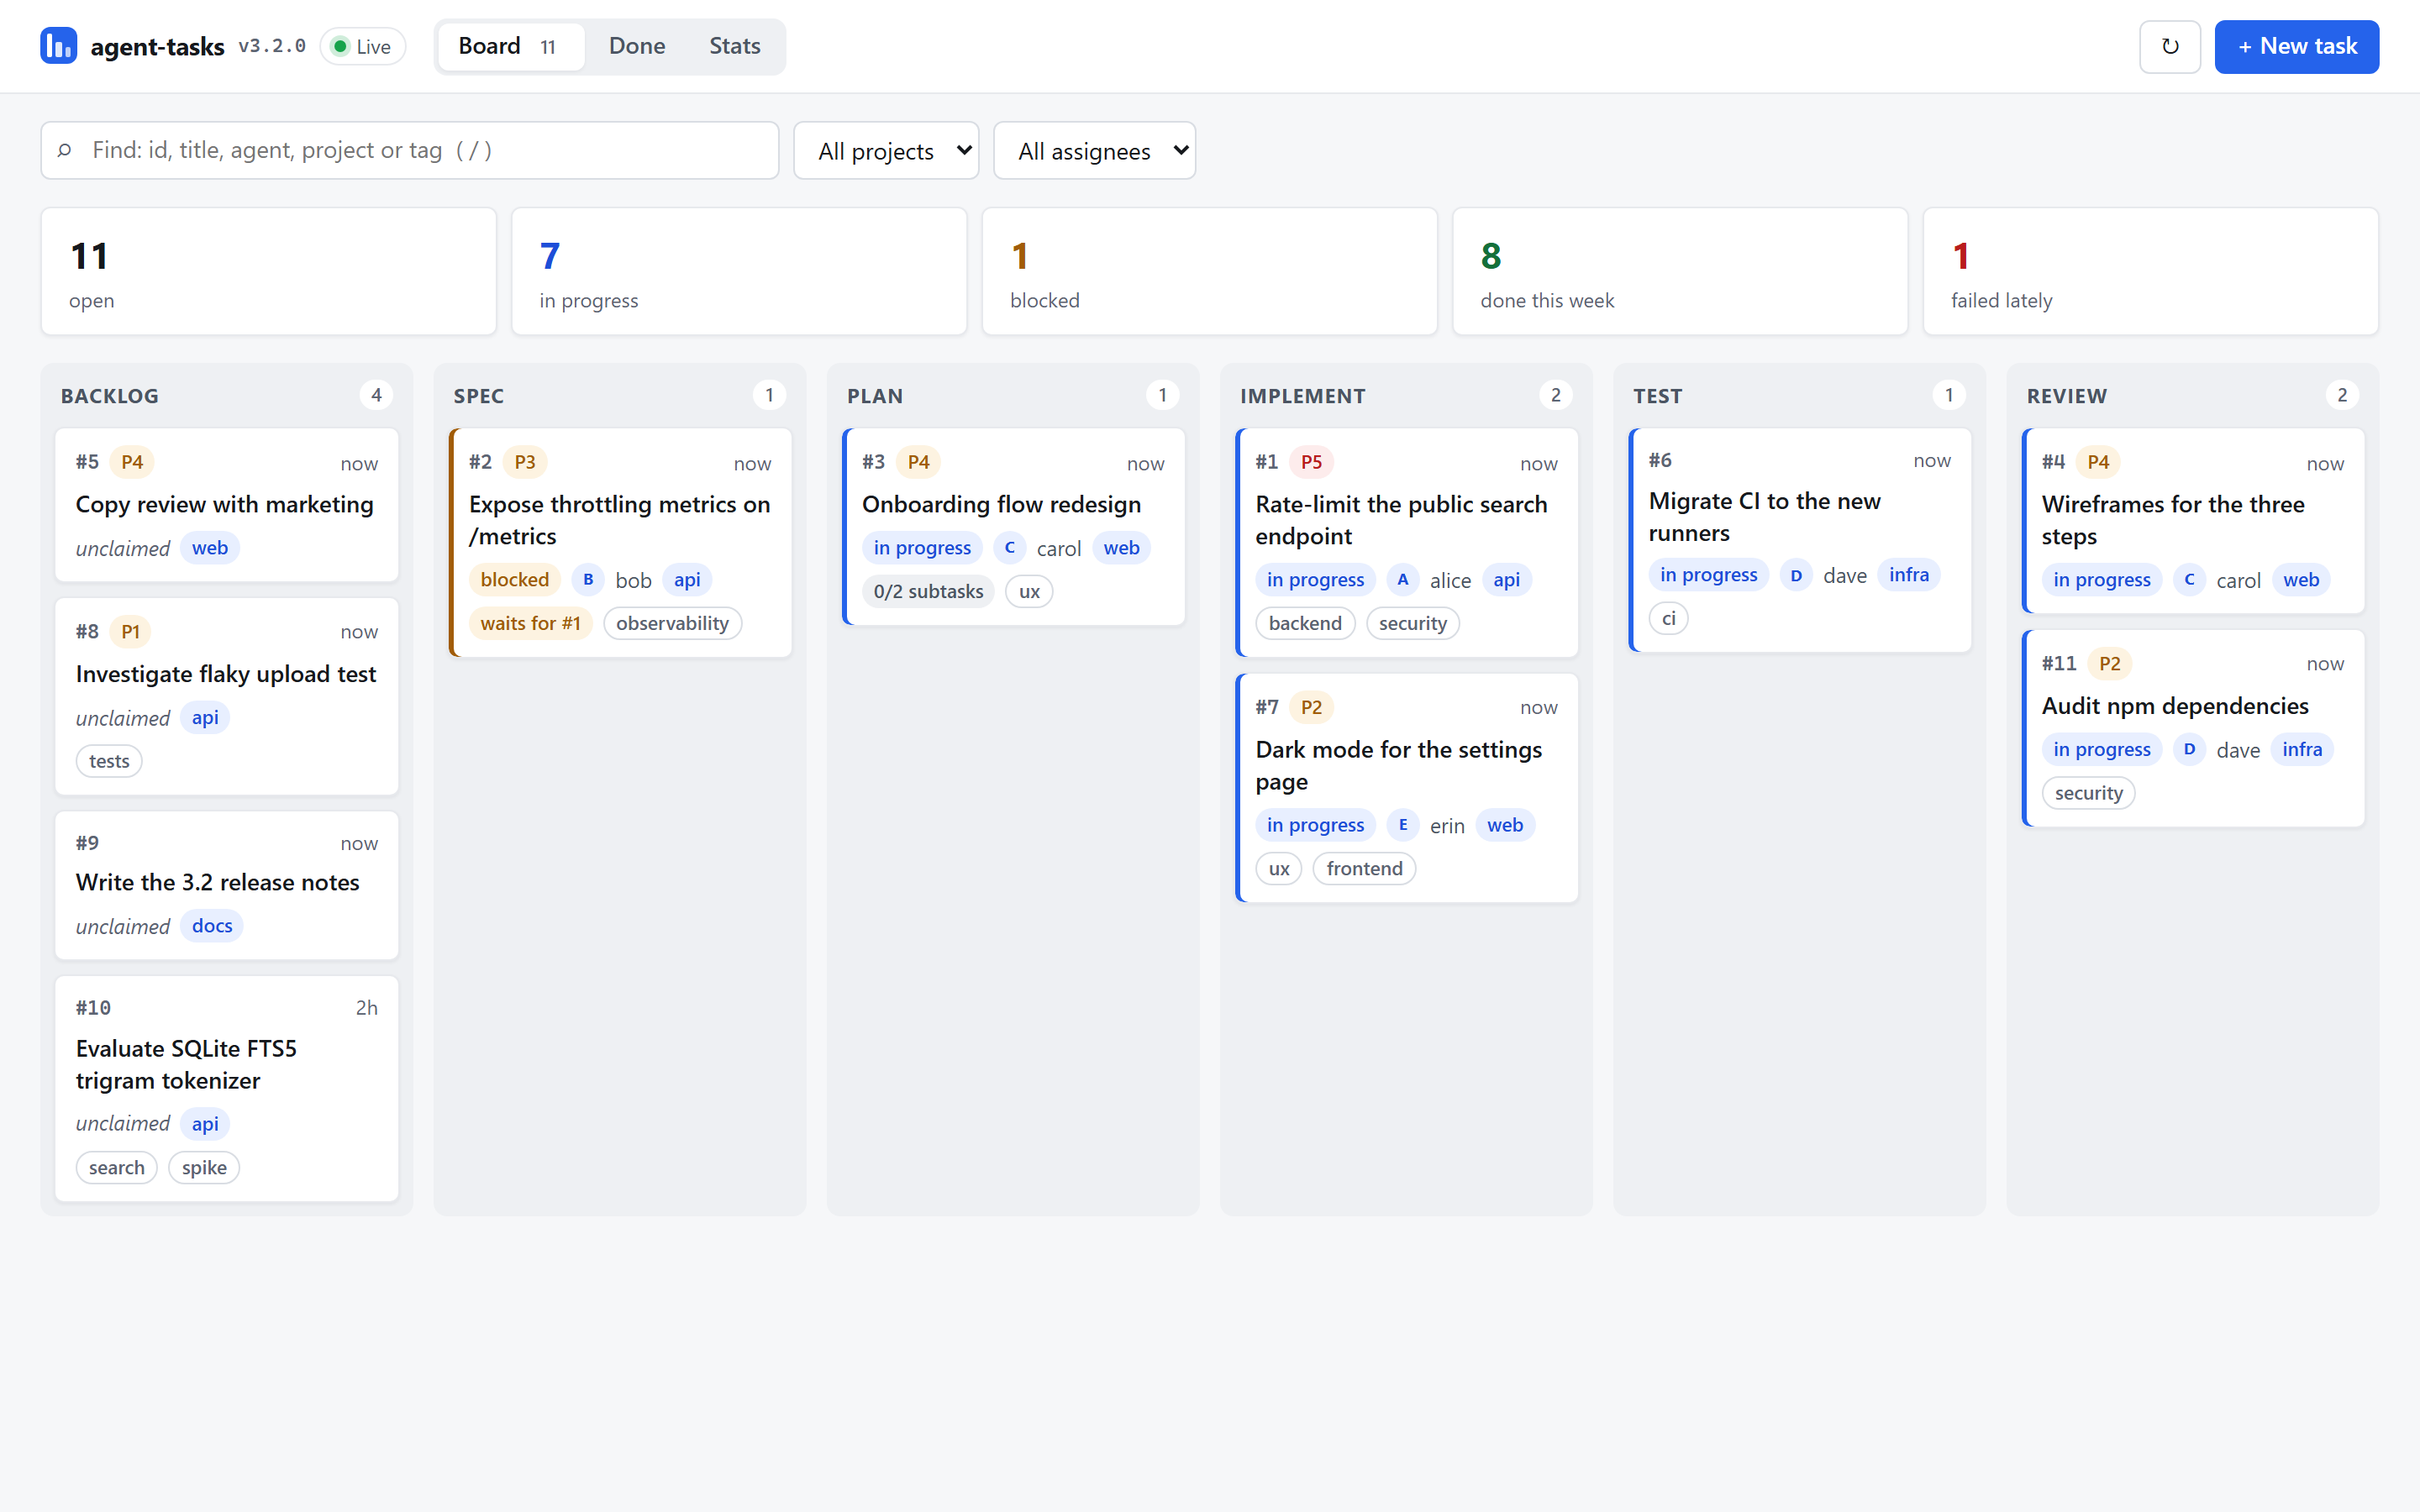 agent-tasks v3.2.0 Live Board 11 Done Stats ↻ + New task
Find: id, title, agent, project or tag ( / ) All projects All assignees
11
open
7
in progress
1
blocked
8
done this week
1
failed lately
BACKLOG 4
#5 P4 now
Copy review with marketing
unclaimed web
#8 P1 now
Investigate flaky upload test
unclaimed api
tests
#9 now
Write the 3.2 release notes
unclaimed docs
#10 2h
Evaluate SQLite FTS5
trigram tokenizer
unclaimed api
search spike
SPEC 1
#2 P3 now
Expose throttling metrics on
/metrics
blocked B bob api
waits for #1 observability
PLAN 1
#3 P4 now
Onboarding flow redesign
in progress C carol web
0/2 subtasks ux
IMPLEMENT 2
#1 P5 now
Rate-limit the public search
endpoint
in progress A alice api
backend security
#7 P2 now
Dark mode for the settings
page
in progress E erin web
ux frontend
TEST 1
#6 now
Migrate CI to the new
runners
in progress D dave infra
ci
REVIEW 2
#4 P4 now
Wireframes for the three
steps
in progress C carol web
#11 P2 now
Audit npm dependencies
in progress D dave infra
security